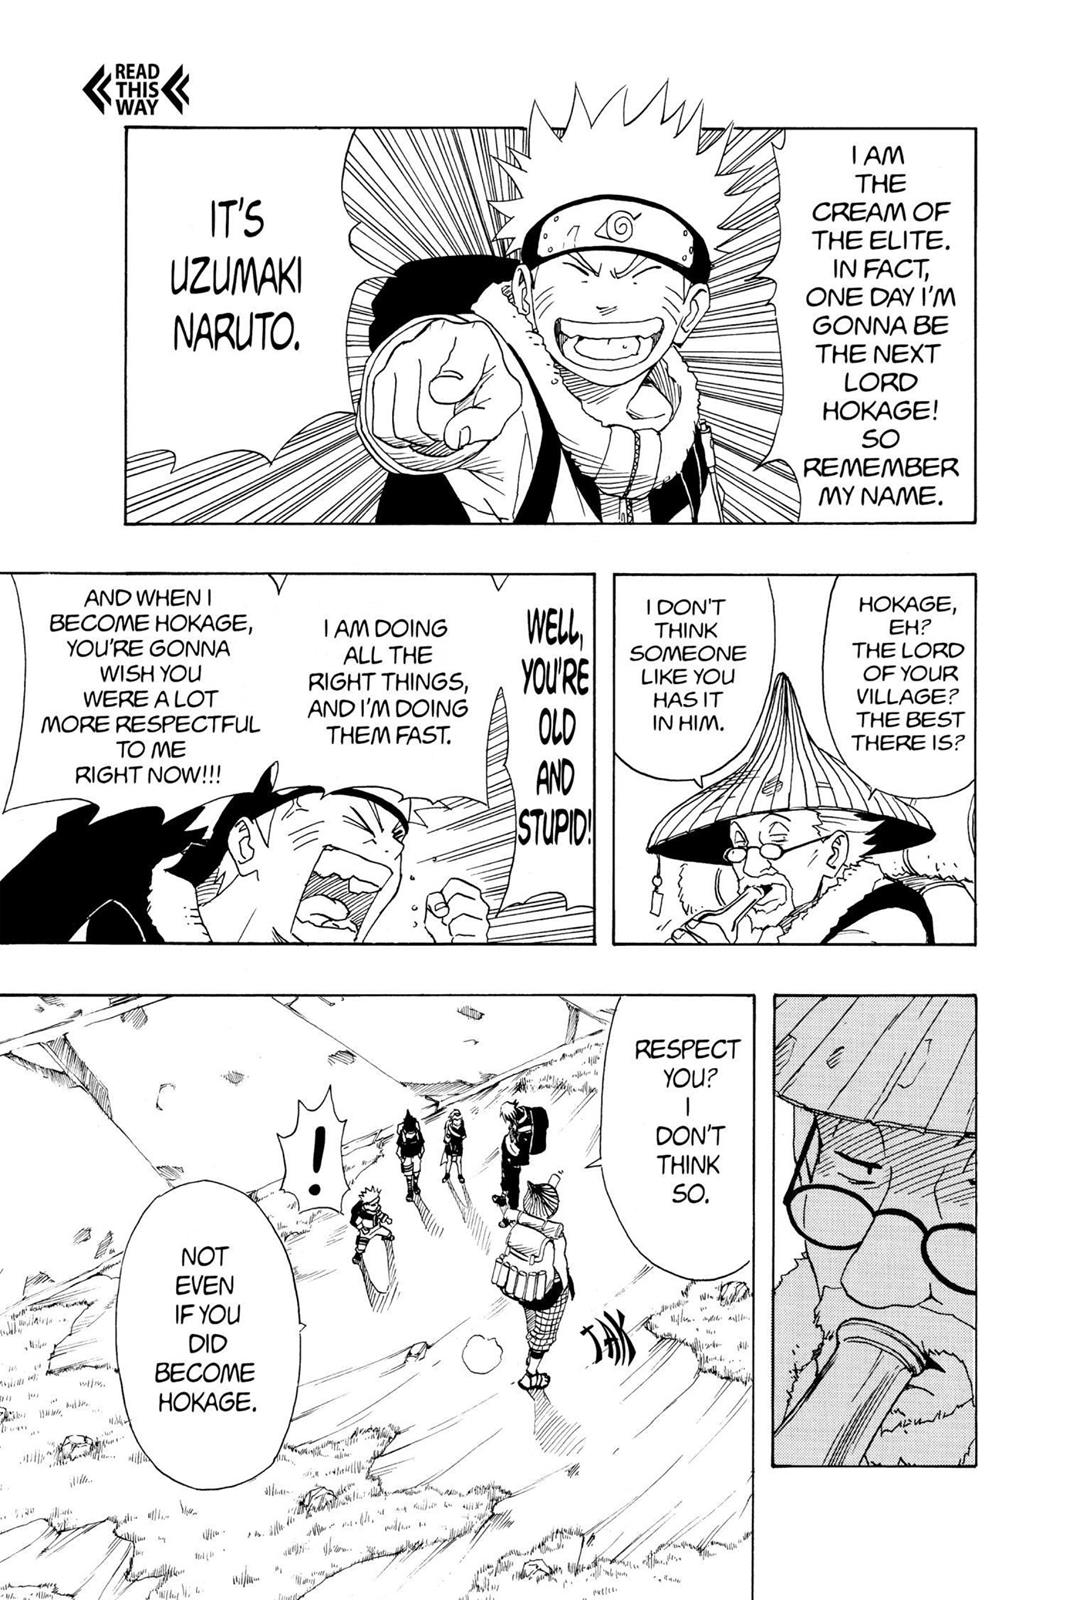 READ
THIS
WAY
I AM
THE
CREAM OF
THE ELITE.
IN FACT,
ONE DAY I'M
GONNA BE
THE NEXT
LORD
HOKAGE!
SO
REMEMBER
MY NAME.
IT'S
UZUMAKI
NARUTO.
HOKAGE,
EH?
THE LORD
OF YOUR
VILLAGE?
THE BEST
THERE IS?
I DON'T
THINK
SOMEONE
LIKE YOU
HAS IT
IN HIM.
WELL,
YOU'RE
OLD
AND
STUPID!
I AM DOING
ALL THE
RIGHT THINGS,
AND I'M DOING
THEM FAST.
AND WHEN I
BECOME HOKAGE,
YOU'RE GONNA
WISH YOU
WERE A LOT
MORE RESPECTFUL
TO ME
RIGHT NOW!!!
RESPECT
YOU?
I
DON'T
THINK
SO.
!
TAK
NOT
EVEN
IF YOU
DID
BECOME
HOKAGE.